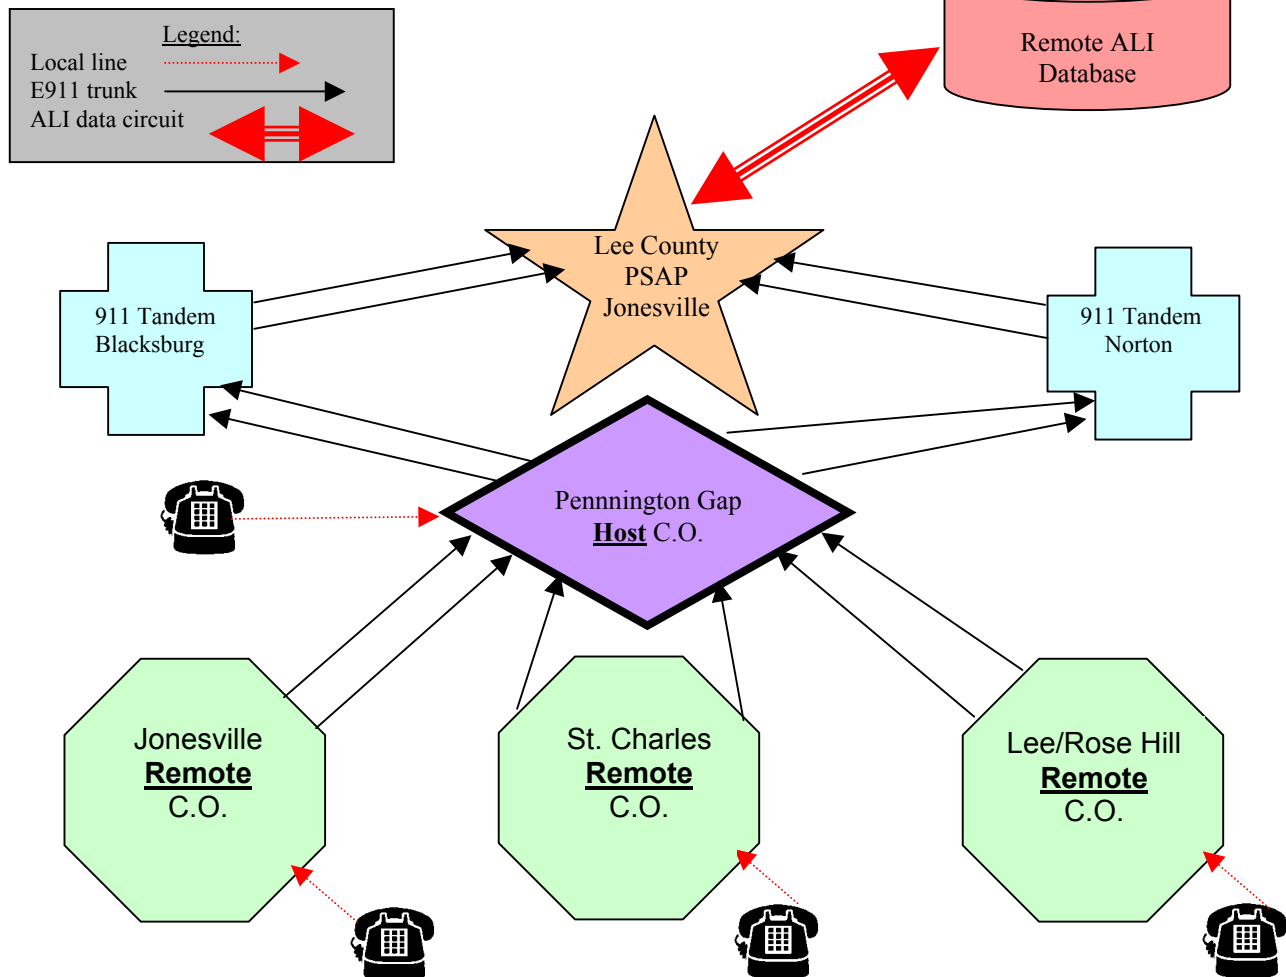 Legend:
Local line
E911 trunk
ALI data circuit
Remote ALI
Database
Lee County
PSAP
Jonesville
911 Tandem
Blacksburg
911 Tandem
Norton
Pennnington Gap
Host C.O.
Jonesville
Remote
C.O.
St. Charles
Remote
C.O.
Lee/Rose Hill
Remote
C.O.